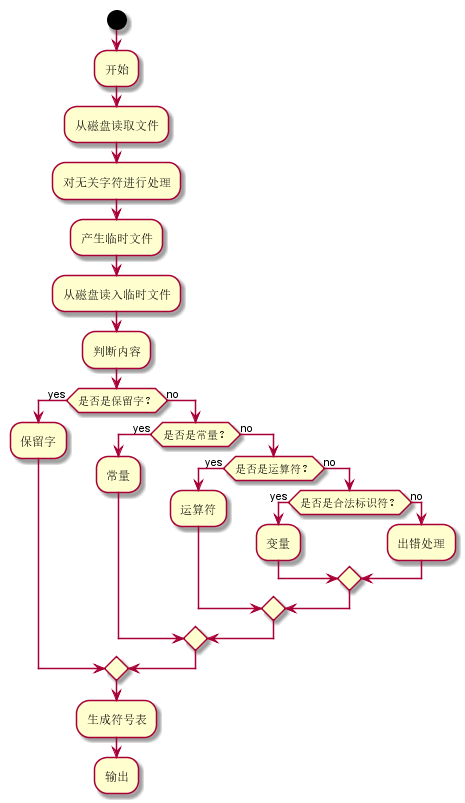 开始
从磁盘读取文件
对无关字符进行处理
产生临时文件
从磁盘读入临时文件
判断内容
yes
是否是保留字？
no
保留字
yes
是否是常量？
no
常量
yes
是否是运算符？
no
运算符
yes
是否是合法标识符？
no
变量
出错处理
生成符号表
输出